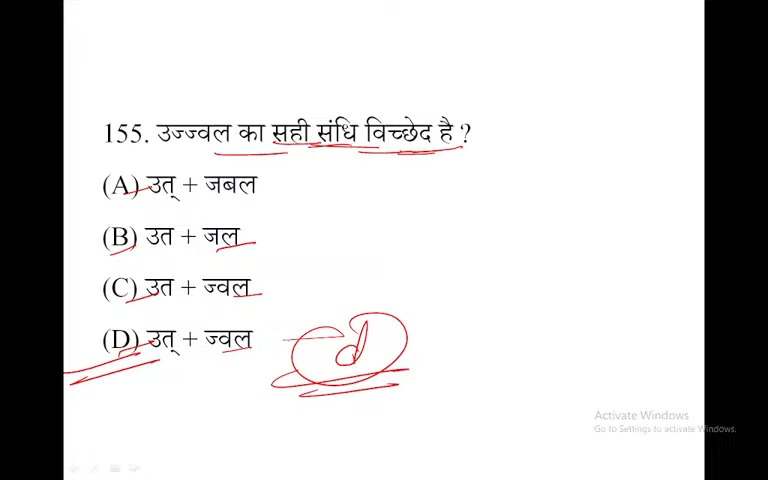 155. उज्ज्वल का सही संधि विच्छेद है ?
(A) उत् + जबल
(B) उत + जल
(C) उत + ज्वल
(D) उत् + ज्वल
d
Activate Windows
Go to Settings to activate Windows.